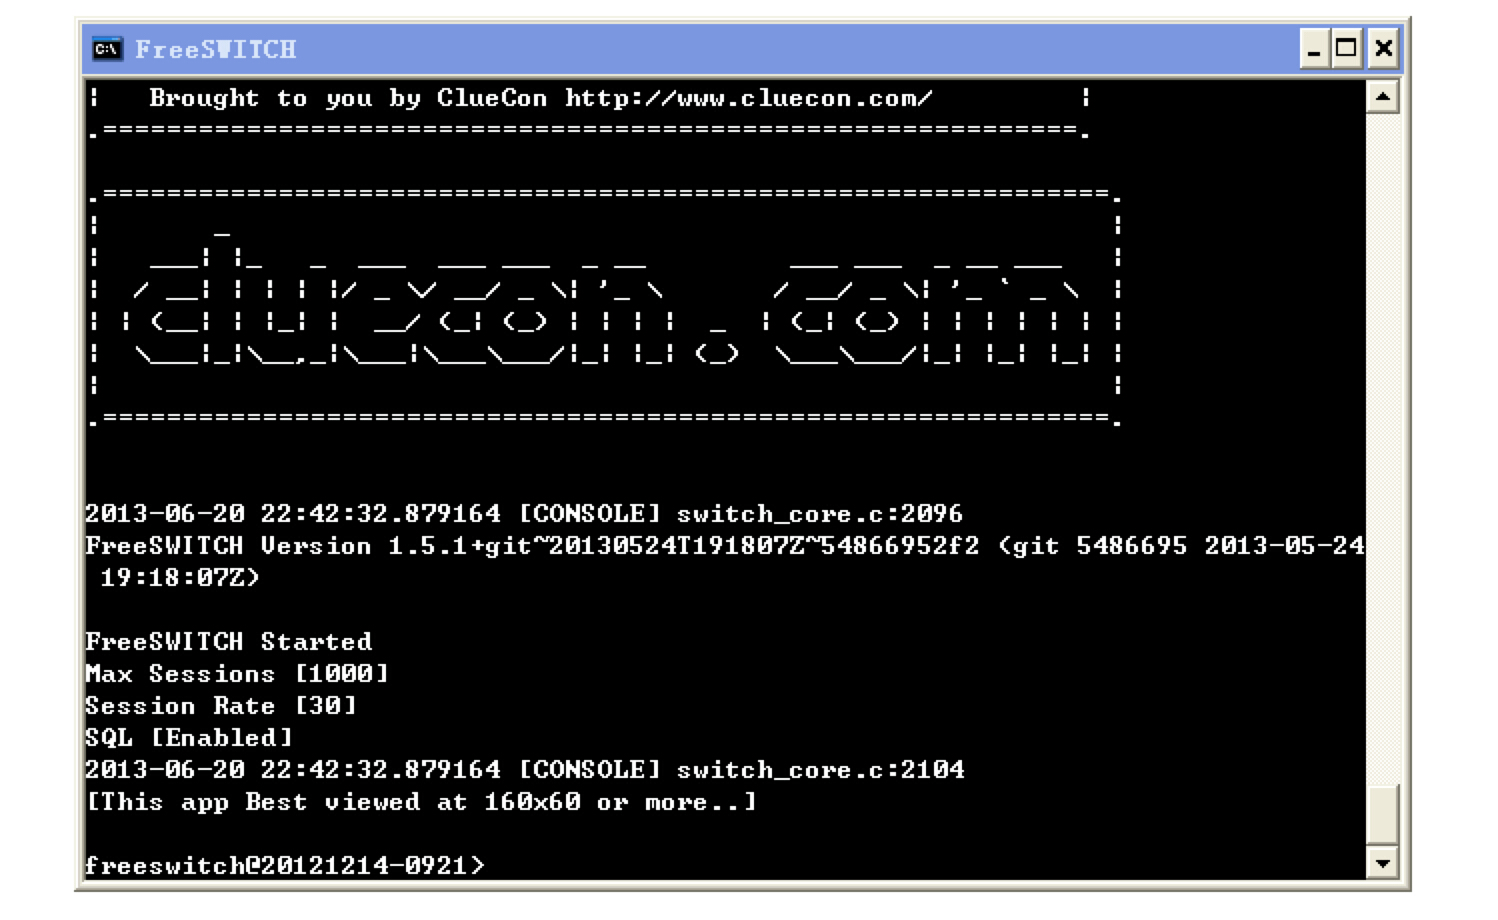 FreeSWITCH
|   Brought to you by ClueCon http://www.cluecon.com/         |
.=============================================================.

.===============================================================.
|       _                                                       |
|   ___| |_   _  ___  ___ ___  _ __         ___ ___  _ __ ___   |
|  / __| | | | |/ _ \/ __/ _ \| '_ \       / __/ _ \| '_ ` _ \  |
| | (__| | |_| |  __/ (_| (_) | | | |  _  | (_| (_) | | | | | | |
|  \___|_|\__,_|\___|\___\___/|_| |_| (_)  \___\___/|_| |_| |_| |
|                                                               |
.===============================================================.

2013-06-20 22:42:32.879164 [CONSOLE] switch_core.c:2096
FreeSWITCH Version 1.5.1+git~20130524T191807Z~54866952f2 (git 5486695 2013-05-24
 19:18:07Z)

FreeSWITCH Started
Max Sessions [1000]
Session Rate [30]
SQL [Enabled]
2013-06-20 22:42:32.879164 [CONSOLE] switch_core.c:2104
[This app Best viewed at 160x60 or more..]

freeswitch@20121214-0921>